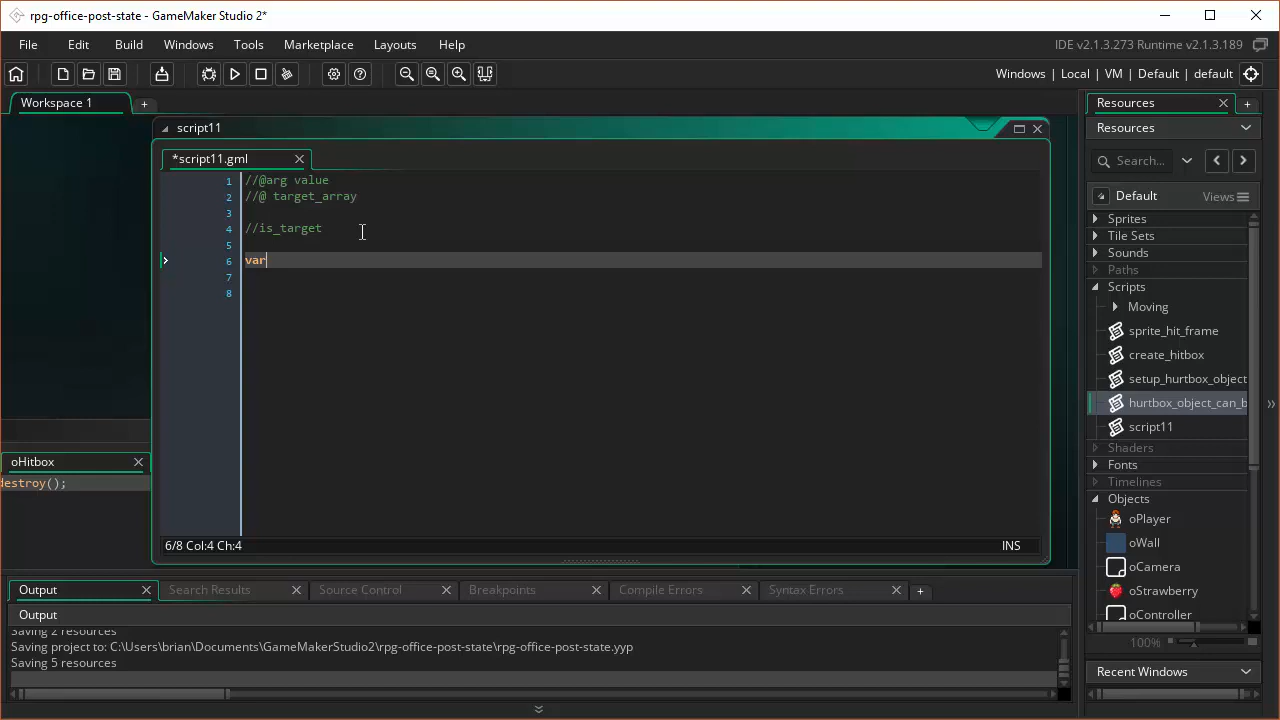 rpg-office-post-state - GameMaker Studio 2*
File Edit Build Windows Tools Marketplace Layouts Help
IDE v2.1.3.273 Runtime v2.1.3.189
Windows | Local | VM | Default | default
Workspace 1
script11
*script11.gml
1 //@arg value
2 //@ target_array
3
4 //is_target
5
6 var
7
8
6/8 Col:4 Ch:4
INS
oHitbox
destroy();
Resources
Resources
Search...
Default
Views
Sprites
Tile Sets
Sounds
Paths
Scripts
Moving
sprite_hit_frame
create_hitbox
setup_hurtbox_object
hurtbox_object_can_b
script11
Shaders
Fonts
Timelines
Objects
oPlayer
oWall
oCamera
oStrawberry
oController
100%
Recent Windows
Output Search Results Source Control Breakpoints Compile Errors Syntax Errors
Output
Saving 2 resources
Saving project to: C:\Users\brian\Documents\GameMakerStudio2\rpg-office-post-state\rpg-office-post-state.yyp
Saving 5 resources